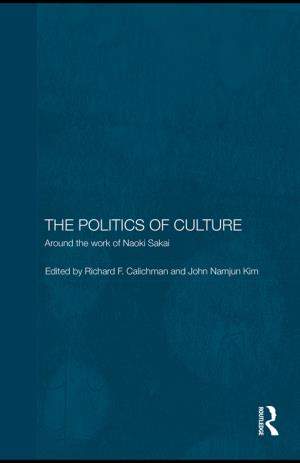 THE POLITICS OF CULTURE
Around the work of Naoki Sakai
Edited by Richard F. Calichman and John Namjun Kim
ROUTLEDGE